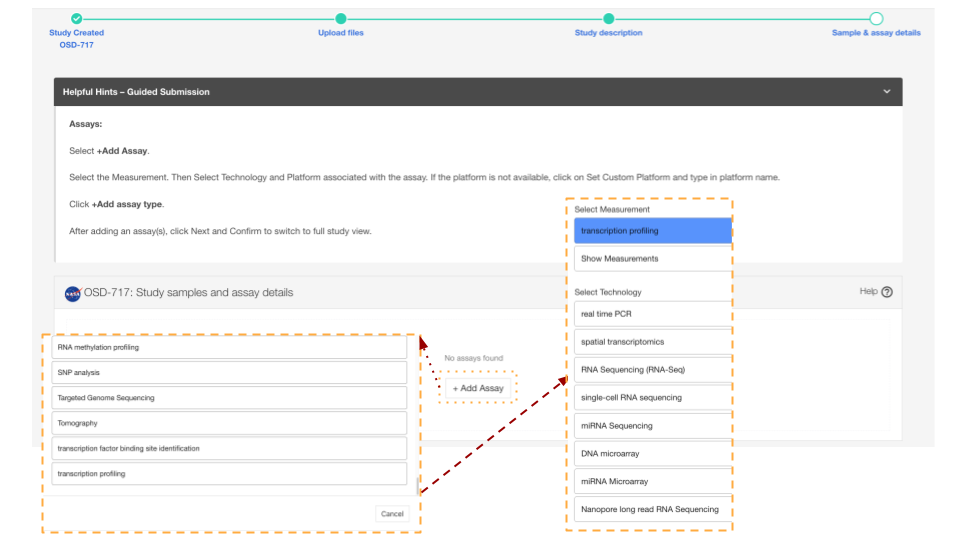 Study Created
OSD-717
Upload files
Study description
Sample & assay details
Helpful Hints – Guided Submission
Assays:
Select +Add Assay.
Select the Measurement. Then Select Technology and Platform associated with the assay. If the platform is not available, click on Set Custom Platform and type in platform name.
Click +Add assay type.
After adding an assay(s), click Next and Confirm to switch to full study view.
NASA OSD-717: Study samples and assay details
Help
No assays found
+ Add Assay
RNA methylation profiling
SNP analysis
Targeted Genome Sequencing
Tomography
transcription factor binding site identification
transcription profiling
Cancel
Select Measurement
transcription profiling
Show Measurements
Select Technology
real time PCR
spatial transcriptomics
RNA Sequencing (RNA-Seq)
single-cell RNA sequencing
miRNA Sequencing
DNA microarray
miRNA Microarray
Nanopore long read RNA Sequencing